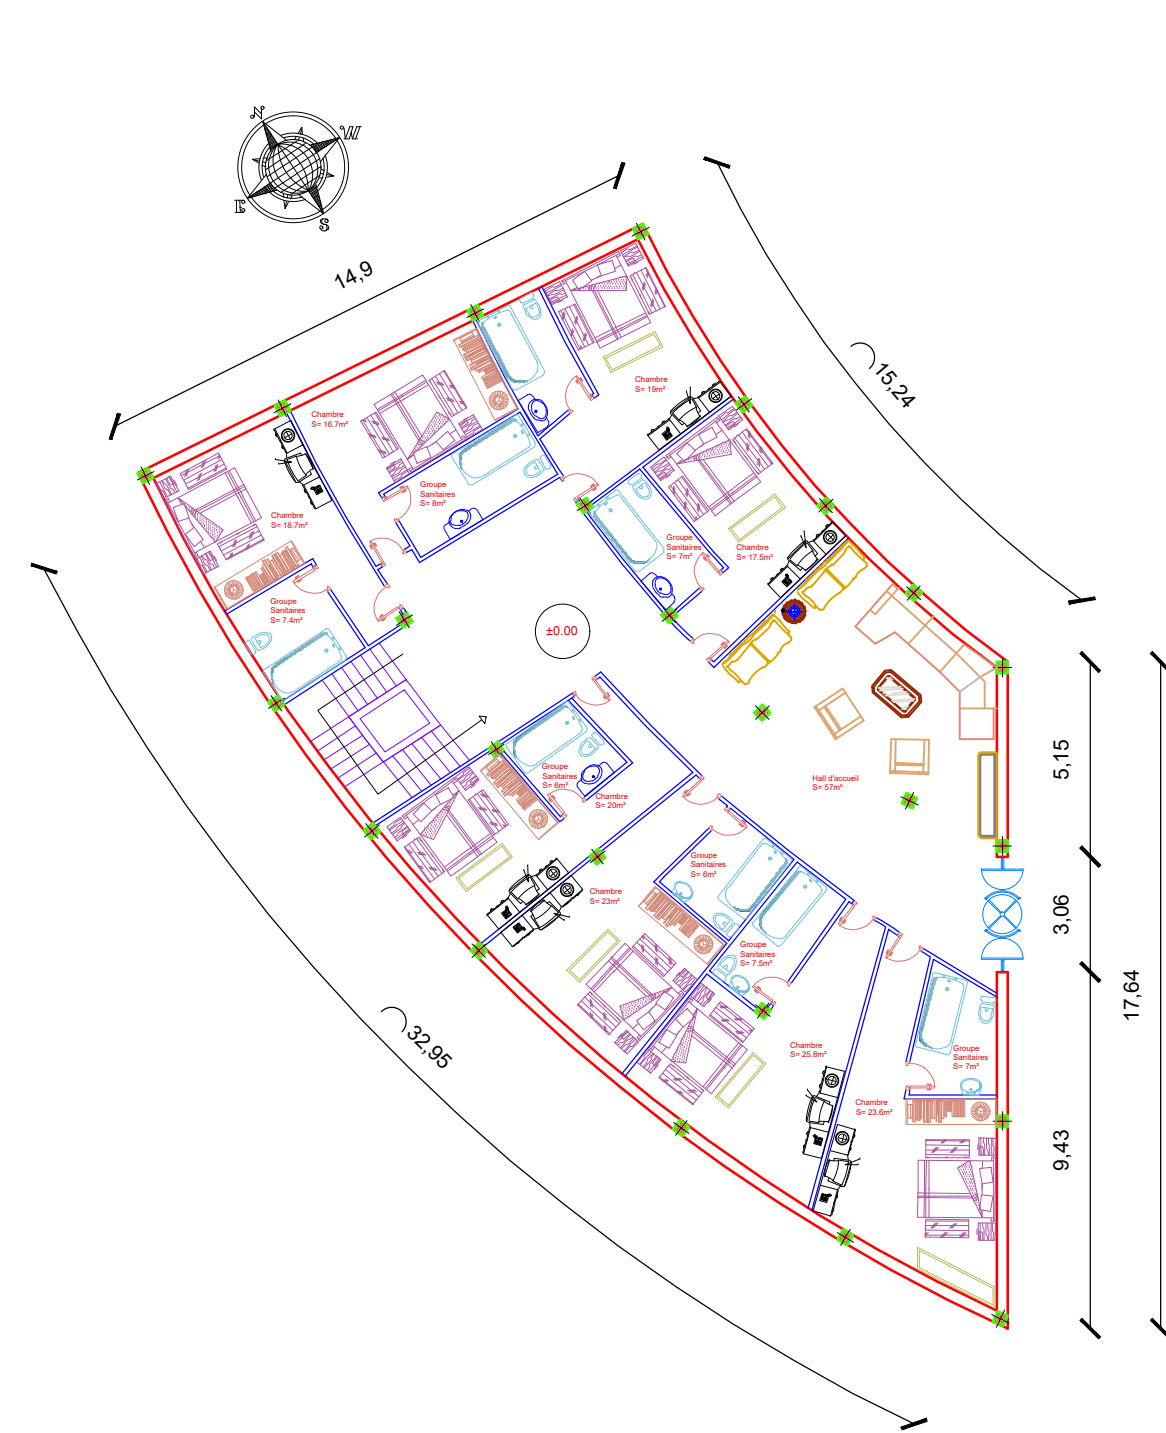 N
W
E
S
14,9
15,24
Chambre
S= 19m²
Chambre
S= 16.7m²
Groupe
Sanitaires
S= 8m²
Chambre
S= 18.7m²
Groupe
Sanitaires
S= 7m²
Chambre
S= 17.5m²
Groupe
Sanitaires
S= 7.4m²
±0.00
Hall d'accueil
S= 57m²
5,15
Groupe
Sanitaires
S= 6m²
Chambre
S= 20m²
Groupe
Sanitaires
S= 6m²
Chambre
S= 23m²
3,06
Groupe
Sanitaires
S= 7.5m²
17,64
32,95
Chambre
S= 25.8m²
Groupe
Sanitaires
S= 7m²
Chambre
S= 23.6m²
9,43